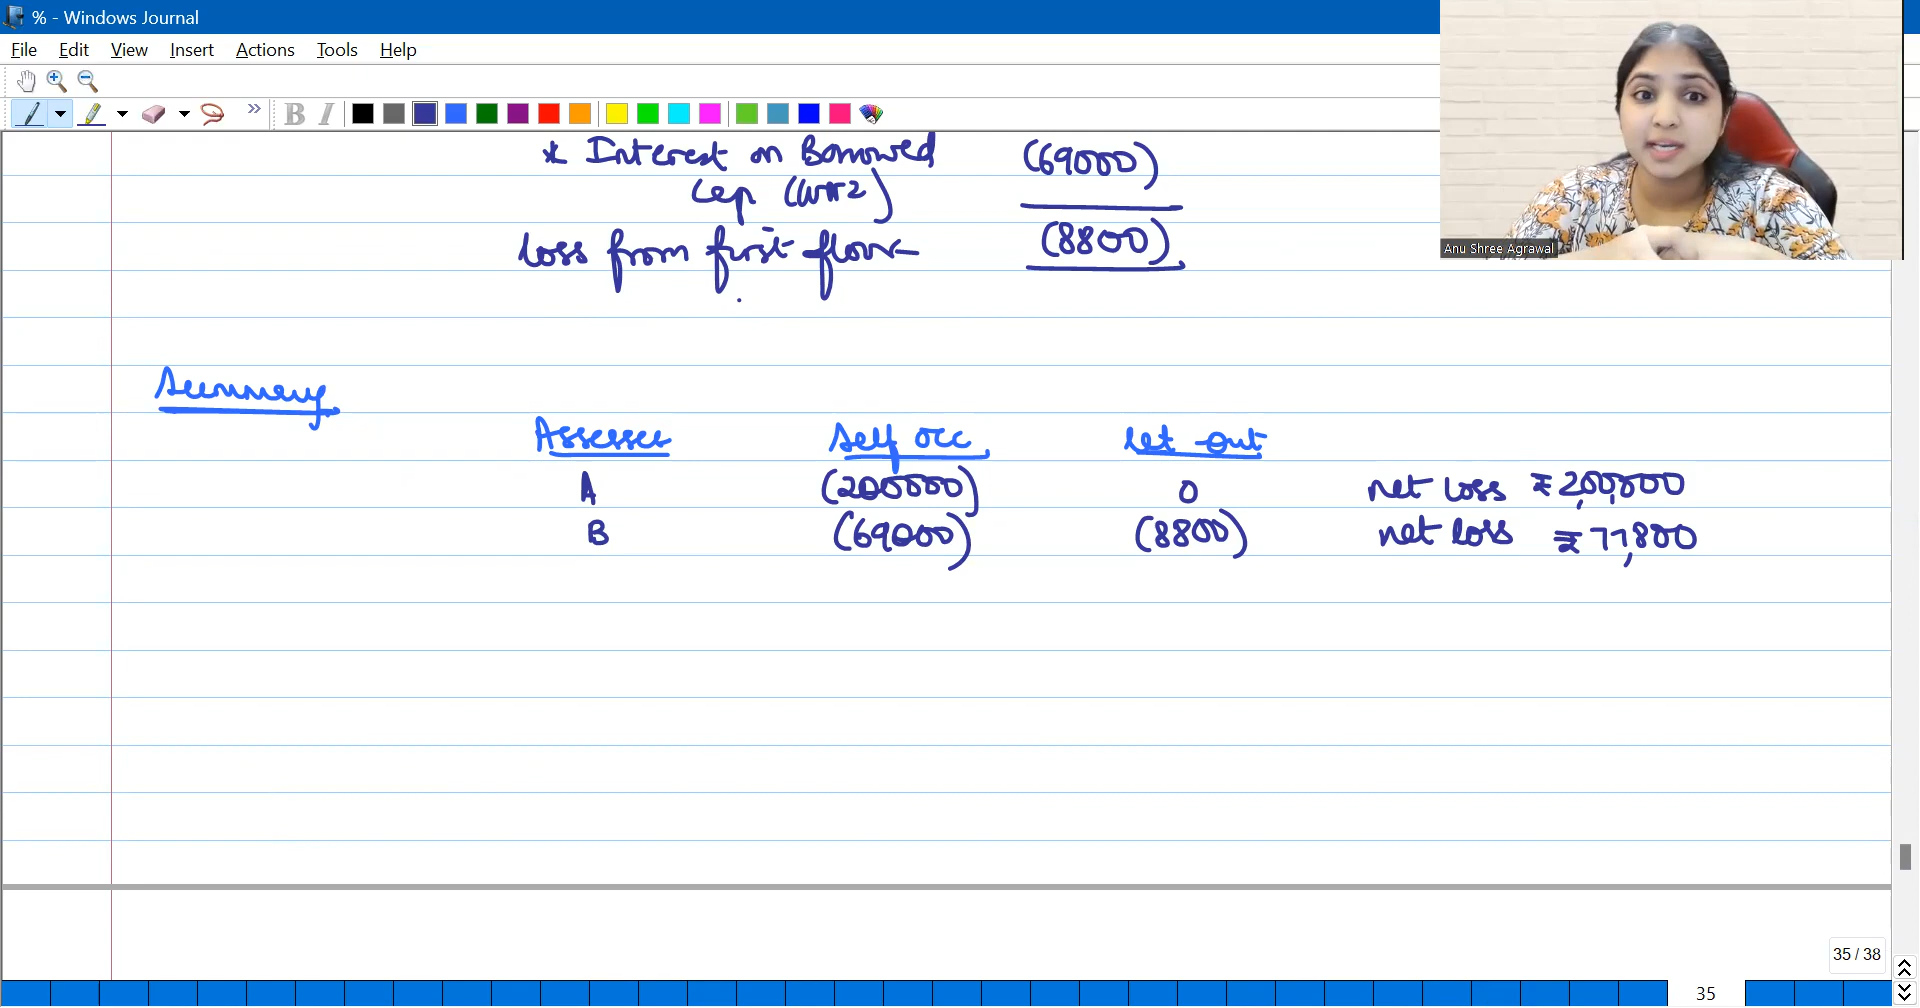 % - Windows Journal
File Edit View Insert Actions Tools Help
B I
* Interest on Borrowed (69000)
Cap (WN2)
loss from first floor (8800)
Anu Shree Agrawal
Summary
Assessee Self occ Let out
A (200000) 0 net loss ₹2,00,000
B (69000) (8800) net loss ₹77,800
35 / 38
35